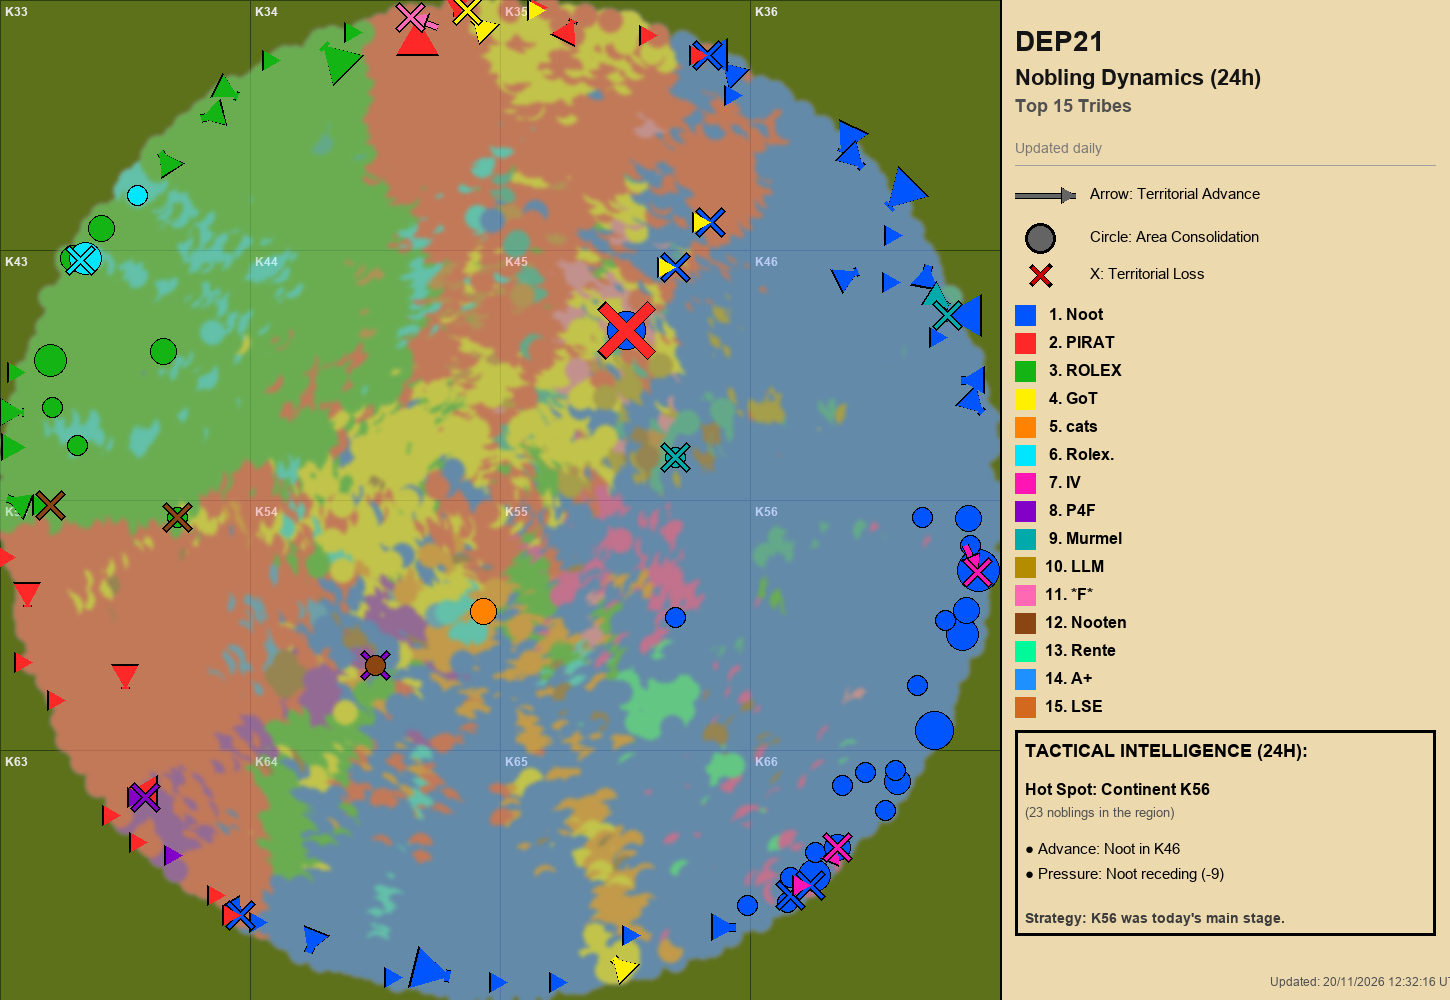 K33
K34
K35
K36
K43
K44
K45
K46
K54
K55
K56
K63
K64
K65
K66
DEP21
Nobling Dynamics (24h)
Top 15 Tribes
Updated daily
Arrow: Territorial Advance
Circle: Area Consolidation
X: Territorial Loss
1. Noot
2. PIRAT
3. ROLEX
4. GoT
5. cats
6. Rolex.
7. IV
8. P4F
9. Murmel
10. LLM
11. *F*
12. Nooten
13. Rente
14. A+
15. LSE
TACTICAL INTELLIGENCE (24H):
Hot Spot: Continent K56
(23 noblings in the region)
● Advance: Noot in K46
● Pressure: Noot receding (-9)
Strategy: K56 was today's main stage.
Updated: 20/11/2026 12:32:16